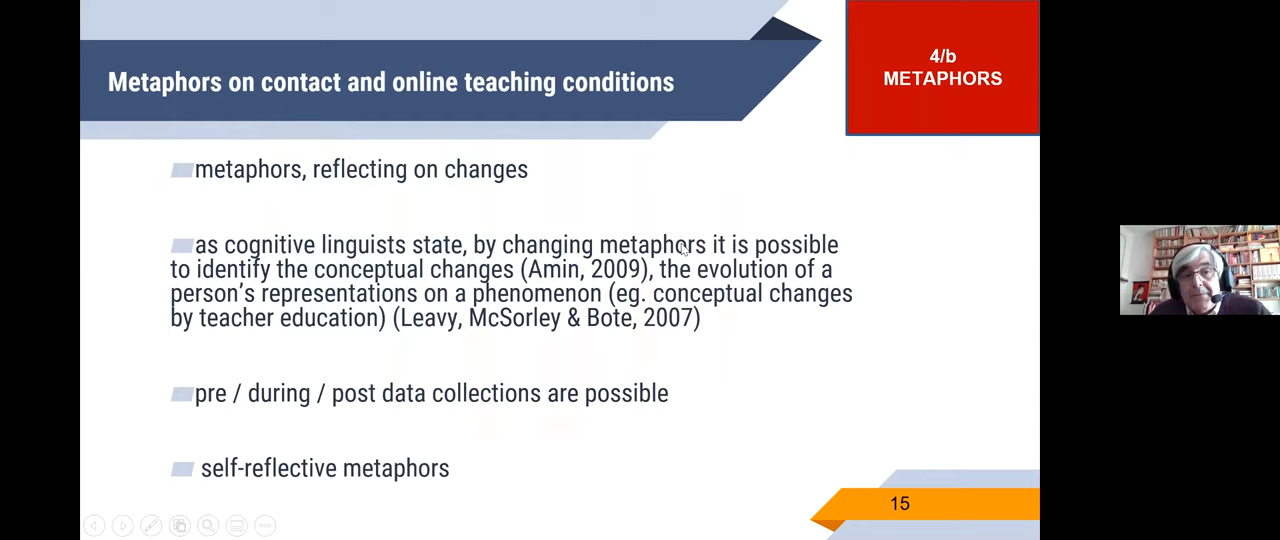 Metaphors on contact and online teaching conditions
4/b
METAPHORS
metaphors, reflecting on changes
as cognitive linguists state, by changing metaphors it is possible
to identify the conceptual changes (Amin, 2009), the evolution of a
person's representations on a phenomenon (eg. conceptual changes
by teacher education) (Leavy, McSorley & Bote, 2007)
pre / during / post data collections are possible
self-reflective metaphors
15